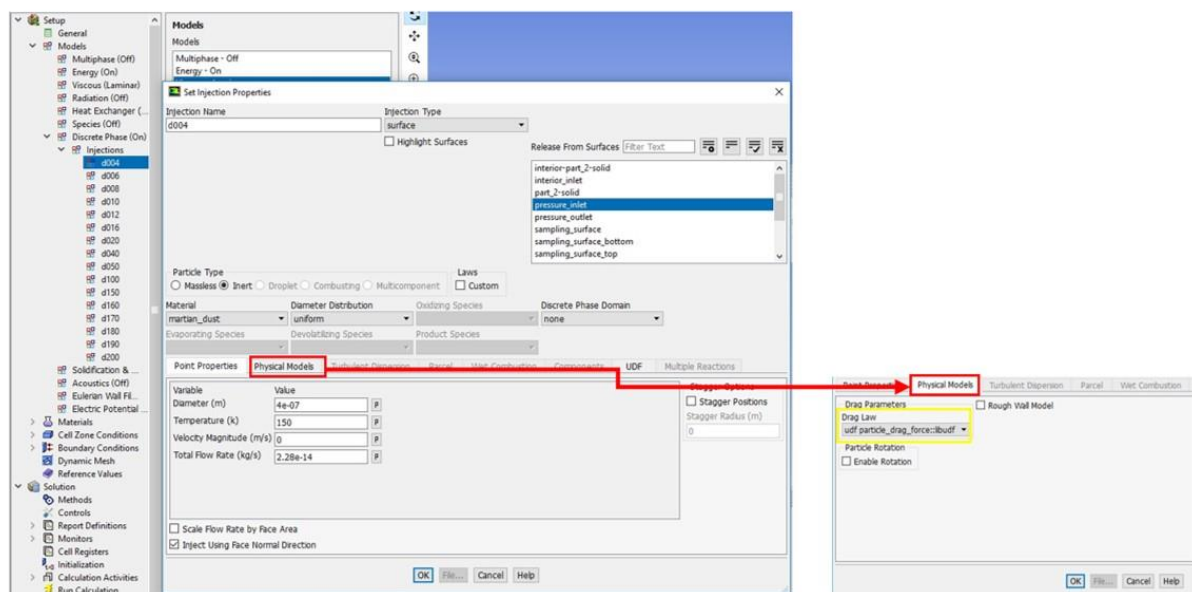 Setup
General
Models
Multiphase (Off)
Energy (On)
Viscous (Laminar)
Radiation (Off)
Heat Exchanger (...
Species (Off)
Discrete Phase (On)
Injections
d004
d006
d008
d010
d012
d016
d020
d040
d050
d100
d150
d160
d170
d180
d190
d200
Solidification & ...
Acoustics (Off)
Eulerian Wall Fil...
Electric Potential ...
Materials
Cell Zone Conditions
Boundary Conditions
Dynamic Mesh
Reference Values
Solution
Methods
Controls
Report Definitions
Monitors
Cell Registers
Initialization
Calculation Activities
Run Calculation
Models
Models
Multiphase - Off
Energy - On
Set Injection Properties
Injection Name
d004
Injection Type
surface
Highlight Surfaces
Release From Surfaces Filter Text
interior-part_2-solid
interior_inlet
part_2-solid
pressure_inlet
pressure_outlet
sampling_surface
sampling_surface_bottom
sampling_surface_top
Particle Type
Massless Inert Droplet Combusting Multicomponent
Laws
Custom
Material Diameter Distribution Oxidizing Species Discrete Phase Domain
martian_dust uniform none
Evaporating Species Devolatilizing Species Product Species
Point Properties Physical Models Turbulent Dispersion Parcel Wet Combustion Components UDF Multiple Reactions
Variable Value
Diameter (m) 4e-07 P
Temperature (k) 150 P
Velocity Magnitude (m/s) 0 P
Total Flow Rate (kg/s) 2.28e-14 P
Stagger Options
Stagger Positions
Stagger Radius (m)
0
Scale Flow Rate by Face Area
Inject Using Face Normal Direction
OK File... Cancel Help
Point Properties Physical Models Turbulent Dispersion Parcel Wet Combustion
Drag Parameters Rough Wall Model
Drag Law
udf particle_drag_force::libudf
Particle Rotation
Enable Rotation
OK File... Cancel Help